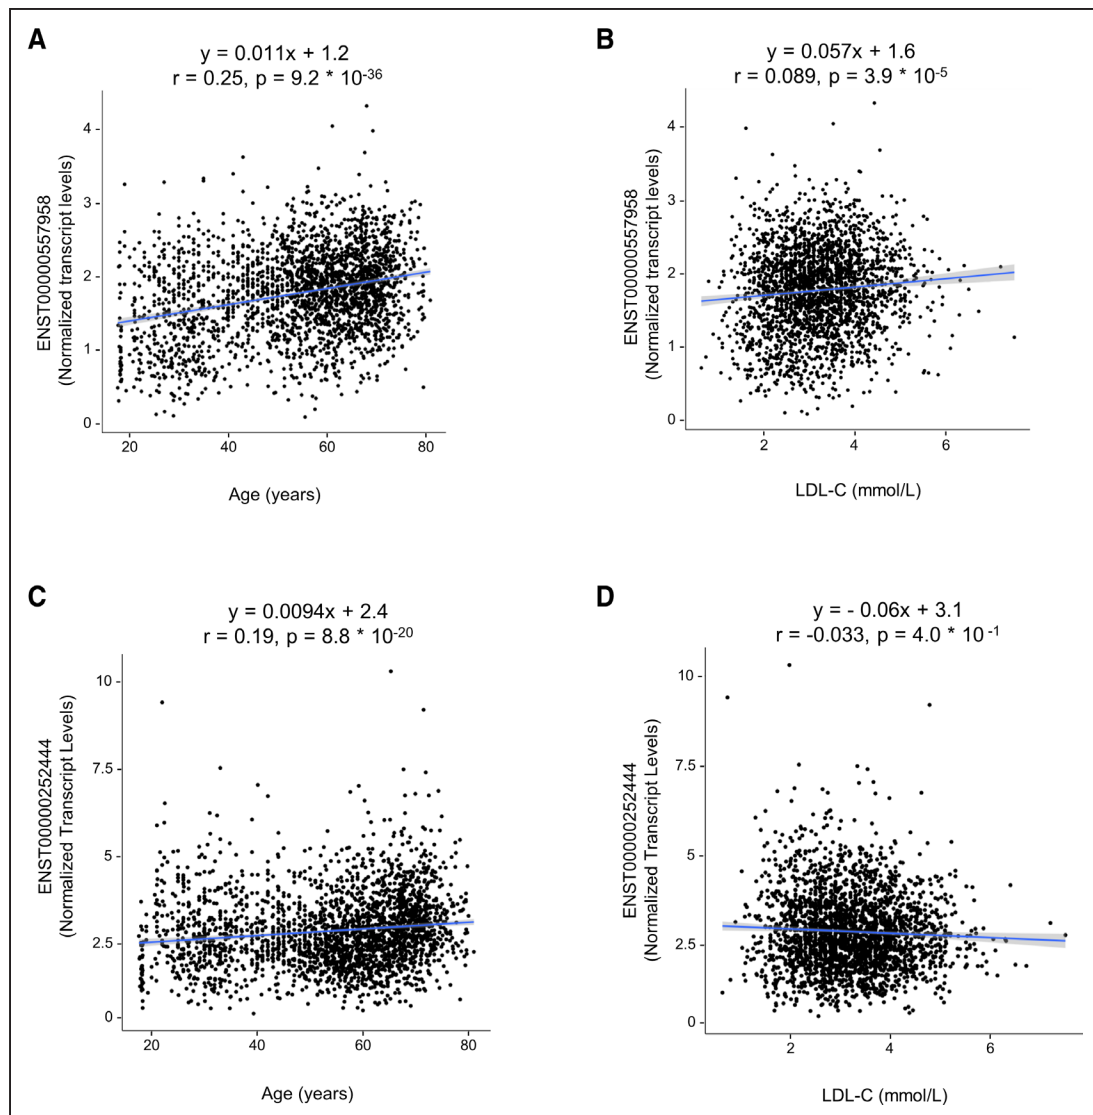 A
y = 0.011x + 1.2
r = 0.25, p = 9.2 * 10-36
ENST00000557958
(Normalized transcript levels)
4
3
2
1
0
20 40 60 80
Age (years)
B
y = 0.057x + 1.6
r = 0.089, p = 3.9 * 10-5
ENST00000557958
(Normalized transcript levels)
4
3
2
1
0
2 4 6
LDL-C (mmol/L)
C
y = 0.0094x + 2.4
r = 0.19, p = 8.8 * 10-20
ENST00000252444
(Normalized Transcript Levels)
10
7.5
5
2.5
0
20 40 60 80
Age (years)
D
y = - 0.06x + 3.1
r = -0.033, p = 4.0 * 10-1
ENST00000252444
(Normalized Transcript Levels)
10
7.5
5
2.5
0
2 4 6
LDL-C (mmol/L)